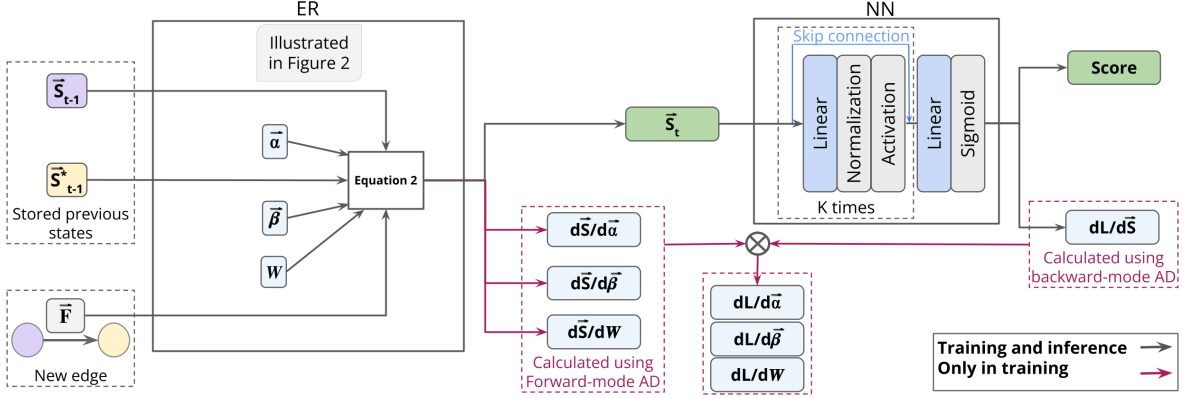 ER
NN
Illustrated
in Figure 2
Skip connection
S⃗t-1
S⃗*t-1
Stored previous
states
α⃗
β⃗
W
Equation 2
F⃗
New edge
S⃗t
Linear
Normalization
Activation
K times
Linear
Sigmoid
Score
dS⃗/dα⃗
dS⃗/dβ⃗
dS⃗/dW
Calculated using
Forward-mode AD
dL/dα⃗
dL/dβ⃗
dL/dW
dL/dS⃗
Calculated using
backward-mode AD
Training and inference
Only in training